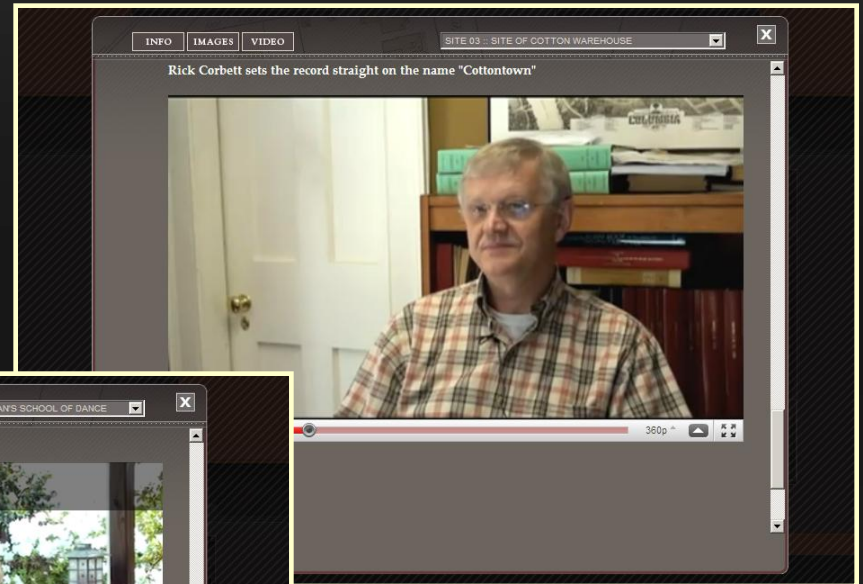 INFO IMAGES VIDEO
SITE 03 :: SITE OF COTTON WAREHOUSE
X
Rick Corbett sets the record straight on the name "Cottontown"
COLUMBIA
360p
AN'S SCHOOL OF DANCE
X